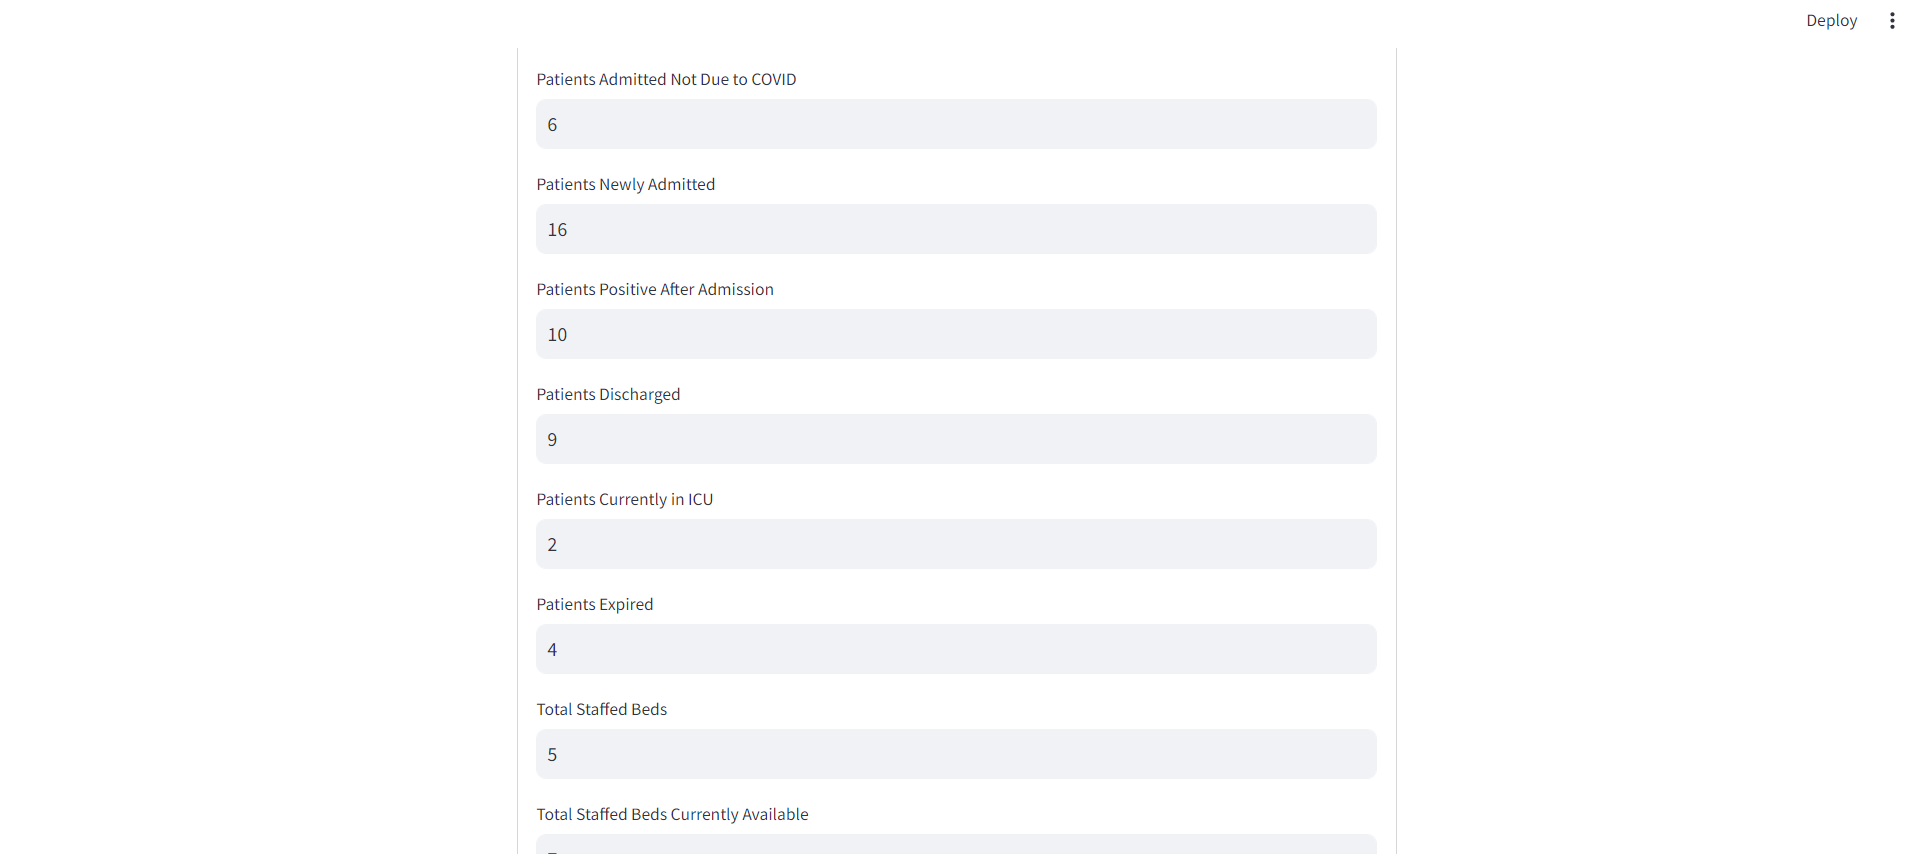 Deploy
Patients Admitted Not Due to COVID
6
Patients Newly Admitted
16
Patients Positive After Admission
10
Patients Discharged
9
Patients Currently in ICU
2
Patients Expired
4
Total Staffed Beds
5
Total Staffed Beds Currently Available